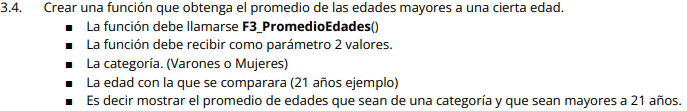 3.4. Crear una función que obtenga el promedio de las edades mayores a una cierta edad.
▪ La función debe llamarse F3_PromedioEdades()
▪ La función debe recibir como parámetro 2 valores.
▪ La categoría. (Varones o Mujeres)
▪ La edad con la que se comparara (21 años ejemplo)
▪ Es decir mostrar el promedio de edades que sean de una categoría y que sean mayores a 21 años.